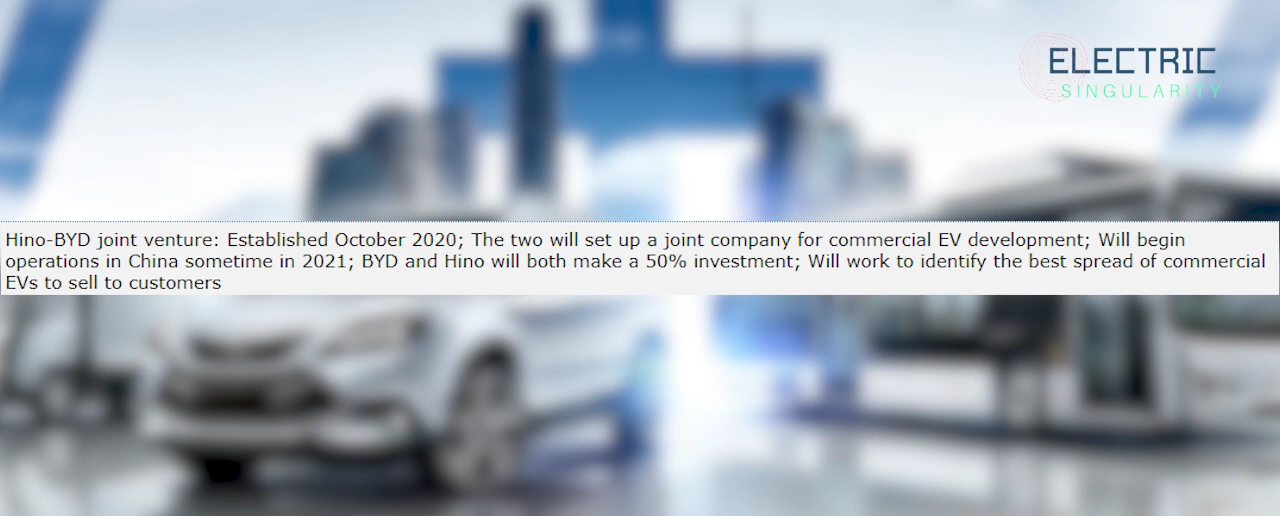 ELECTRIC
SINGULARITY
Hino-BYD joint venture: Established October 2020; The two will set up a joint company for commercial EV development; Will begin
operations in China sometime in 2021; BYD and Hino will both make a 50% investment; Will work to identify the best spread of commercial
EVs to sell to customers